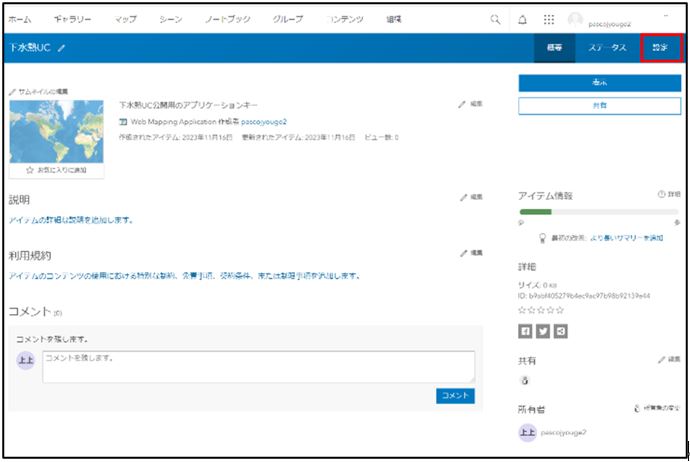 ホーム ギャラリー マップ シーン ノートブック グループ コンテンツ 組織 pascojyouge2
下水熱UC 概要 ステータス 設定
サムネイルの編集
表示
下水熱UC公開用のアプリケーションキー 編集
共有
Web Mapping Application 作成者 pascojyouge2
作成されたアイテム: 2023年11月16日 更新されたアイテム: 2023年11月16日 ビュー数: 0
お気に入りに追加
説明 編集
アイテムの詳細な説明を追加します。
利用規約 編集
アイテムのコンテンツの使用における特別な制約、免責事項、契約条件、または制限事項を追加します。
コメント (0)
コメントを残します。
上上 コメントを残します。
コメント
アイテム情報 詳細
少 多
最初の改善: より長いサマリーを追加
詳細
サイズ: 0 KB
ID: b9abf405279b4ec9ac97b98b92139e44
共有 編集
所有者 所有者の変更
上上 pascojyouge2